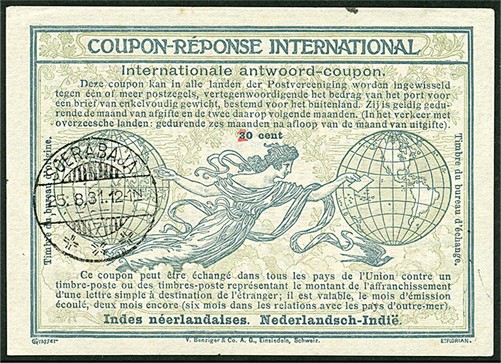 COUPON-RÉPONSE INTERNATIONAL
Internationale antwoord-coupon.
Deze coupon kan in alle landen der Postvereeniging worden ingewisseld
tegen één of meer postzegels, vertegenwoordigende het bedrag van het port voor
een brief van enkelvoudig gewicht, bestemd voor het buitenland. Zij is geldig gedu-
rende de maand van afgifte en de twee daarop volgende maanden. (In het verkeer met
overzeesche landen: gedurende zes maanden na afloop van de maand van uitgifte).
cent
Timbre du bureau d'origine.
SOERABAJA
5.8.31.12-1N
Timbre du bureau d'échange.
Ce coupon peut être échangé dans tous les pays de l'Union contre un
timbre-poste ou des timbres-poste représentant le montant de l'affranchissement
d'une lettre simple à destination de l'étranger; il est valable, le mois d'émission
écoulé, deux mois encore (six mois dans les relations avec les pays d'outre-mer).
Indes néerlandaises. Nederlandsch-Indië.
V. Benziger & Co. A. G., Einsiedeln, Schweiz.
E. FLORIAN.